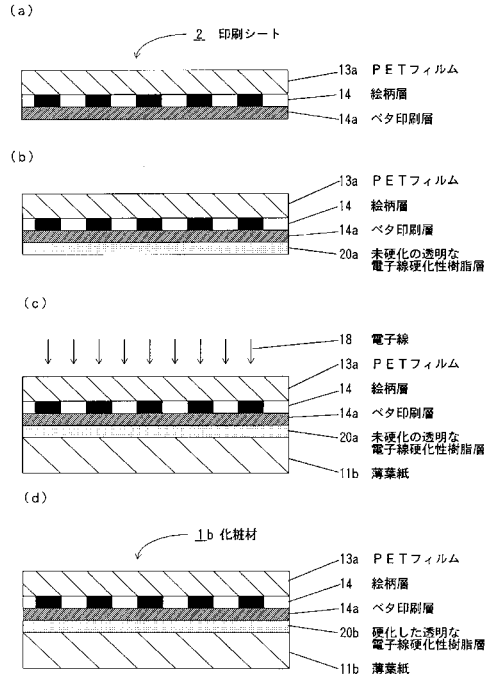 (a)
2 印刷シート
13a PETフィルム
14 絵柄層
14a ベタ印刷層
(b)
13a PETフィルム
14 絵柄層
14a ベタ印刷層
20a 未硬化の透明な
電子線硬化性樹脂層
(c)
18 電子線
13a PETフィルム
14 絵柄層
14a ベタ印刷層
20a 未硬化の透明な
電子線硬化性樹脂層
11b 薄葉紙
(d)
1b 化粧材
13a PETフィルム
14 絵柄層
14a ベタ印刷層
20b 硬化した透明な
電子線硬化性樹脂層
11b 薄葉紙